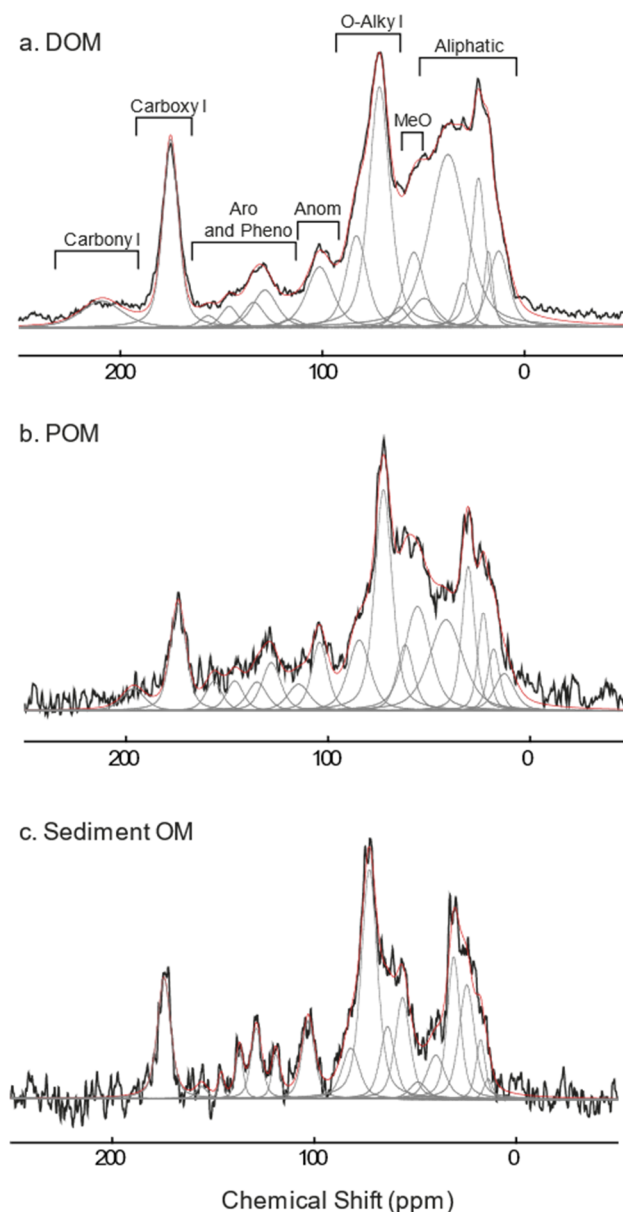 a. DOM
O-Alkyl
Aliphatic
Carboxyl
MeO
Aro
and Pheno
Anom
Carbonyl
200 100 0
b. POM
200 100 0
c. Sediment OM
200 100 0
Chemical Shift (ppm)